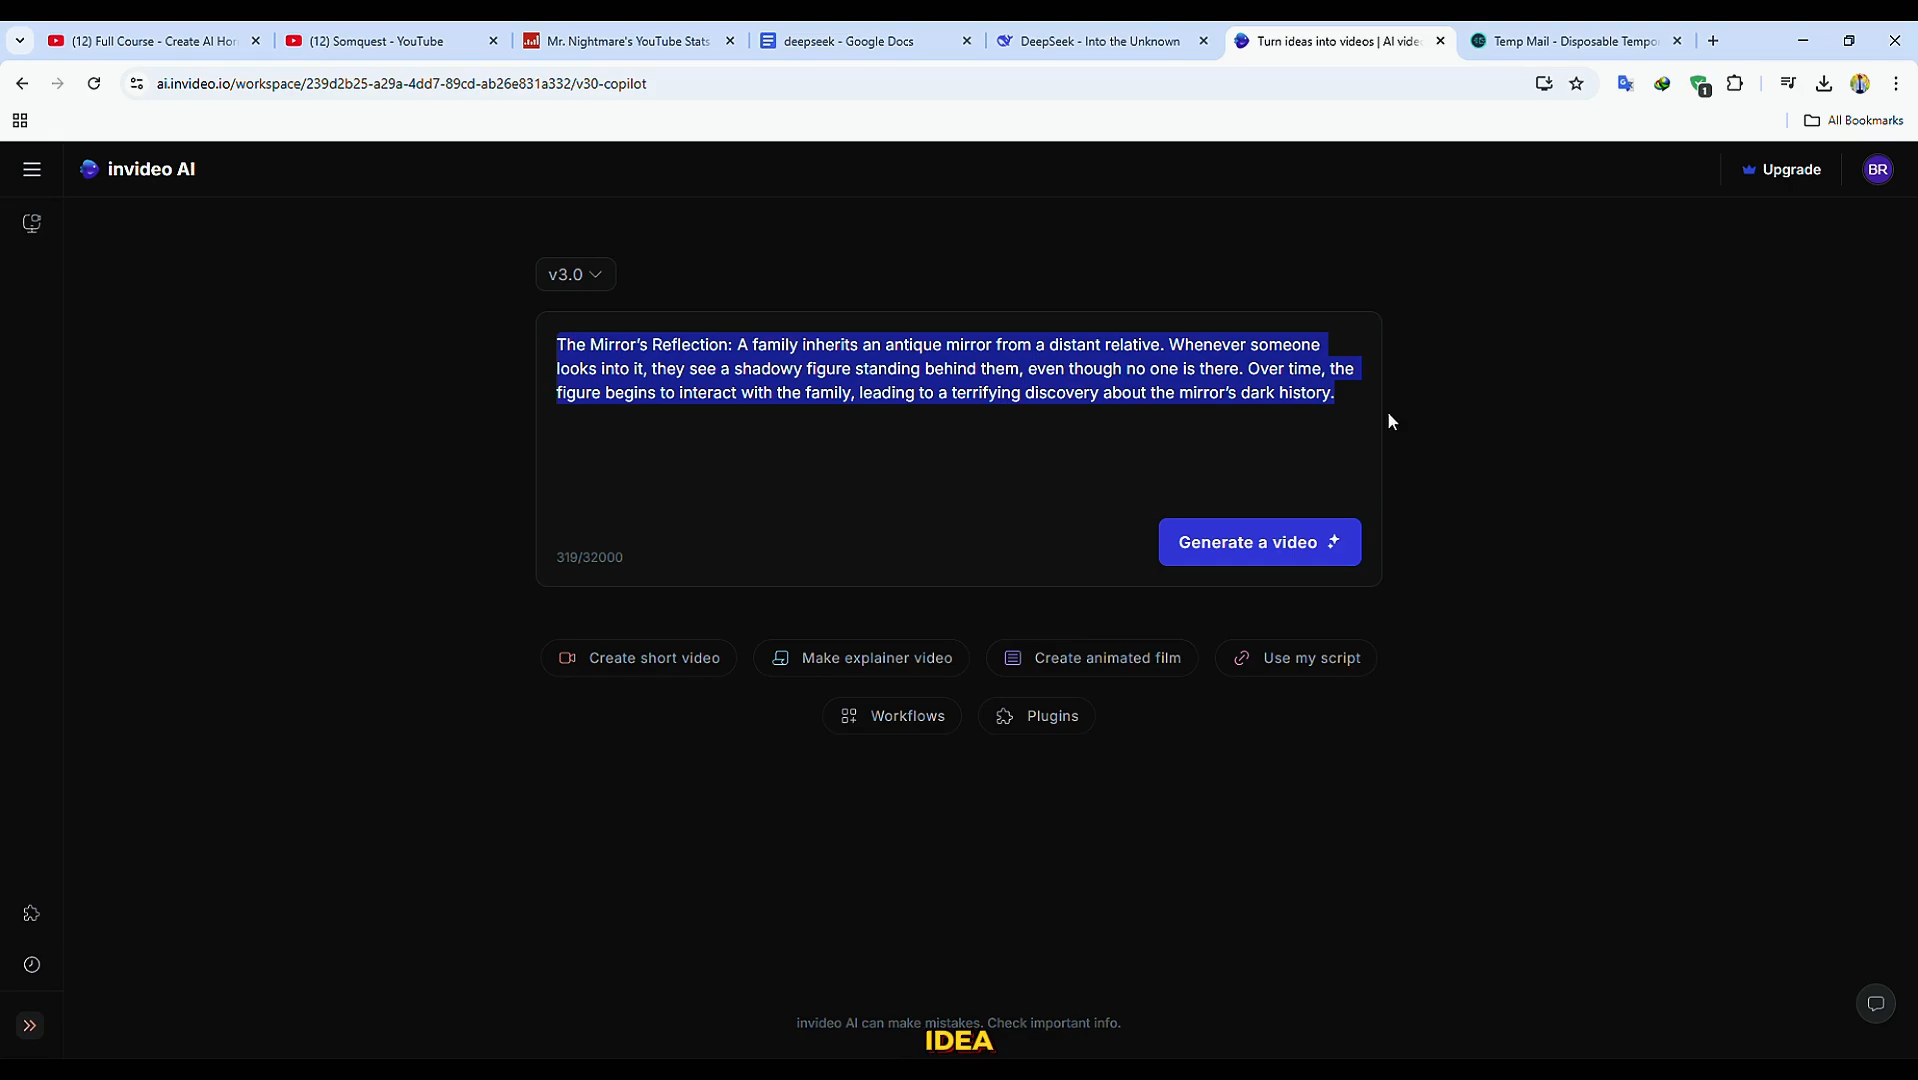 (12) Full Course - Create AI Hor
(12) Somquest - YouTube
Mr. Nightmare's YouTube Stats
deepseek - Google Docs
DeepSeek - Into the Unknown
Turn ideas into videos | AI vide
Temp Mail - Disposable Tempo
ai.invideo.io/workspace/239d2b25-a29a-4dd7-89cd-ab26e831a332/v30-copilot
1
All Bookmarks
invideo AI
Upgrade
BR
v3.0
The Mirror’s Reflection: A family inherits an antique mirror from a distant relative. Whenever someone
looks into it, they see a shadowy figure standing behind them, even though no one is there. Over time, the
figure begins to interact with the family, leading to a terrifying discovery about the mirror’s dark history.
Generate a video
319/32000
Create short video
Make explainer video
Create animated film
Use my script
Workflows
Plugins
invideo AI can make mistakes. Check important info.
IDEA